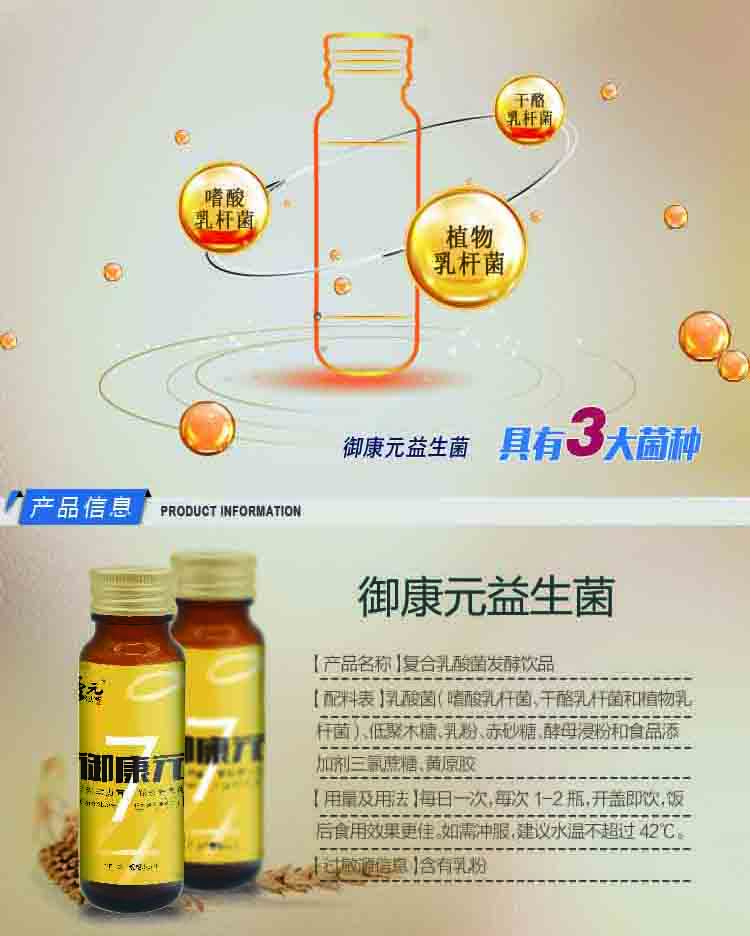 干酪
乳杆菌
嗜酸
乳杆菌
植物
乳杆菌
御康元益生菌 具有3大菌种
产品信息 PRODUCT INFORMATION
御康元益生菌
【产品名称】复合乳酸菌发酵饮品
【配料表】乳酸菌(嗜酸乳杆菌、干酪乳杆菌和植物乳
杆菌)、低聚木糖、乳粉、赤砂糖、酵母浸粉和食品添
加剂三氯蔗糖、黄原胶
【用量及用法】每日一次,每次1-2瓶,开盖即饮,饭
后食用效果更佳。如需冲服,建议水温不超过42℃。
【过敏源信息】含有乳粉
元
7
御康元
7
康元